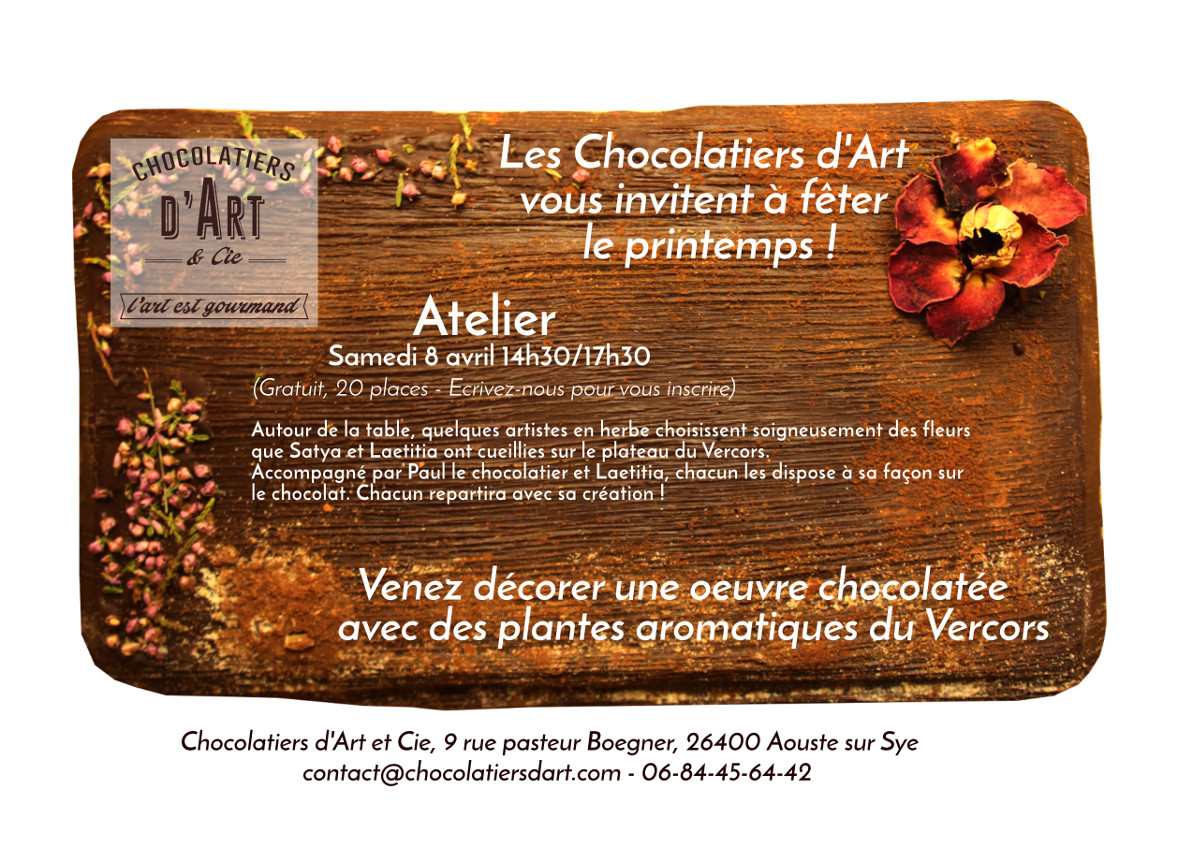 CHOCOLATIERS
D'ART
& Cie
l'art est gourmand
Les Chocolatiers d'Art
vous invitent à fêter
le printemps !
Atelier
Samedi 8 avril 14h30/17h30
(Gratuit, 20 places - Ecrivez-nous pour vous inscrire)
Autour de la table, quelques artistes en herbe choisissent soigneusement des fleurs
que Satya et Laetitia ont cueillies sur le plateau du Vercors.
Accompagné par Paul le chocolatier et Laetitia, chacun les dispose à sa façon sur
le chocolat. Chacun repartira avec sa création !
Venez décorer une oeuvre chocolatée
avec des plantes aromatiques du Vercors
Chocolatiers d'Art et Cie, 9 rue pasteur Boegner, 26400 Aouste sur Sye
contact@chocolatiersdart.com - 06-84-45-64-42